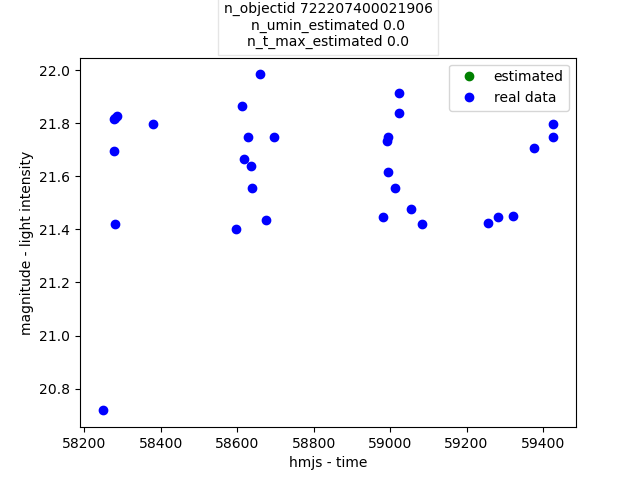 n_objectid 722207400021906
n_umin_estimated 0.0
n_t_max_estimated 0.0
22.0
21.8
21.6
21.4
21.2
21.0
20.8
magnitude - light intensity
estimated
real data
58200 58400 58600 58800 59000 59200 59400
hmjs - time